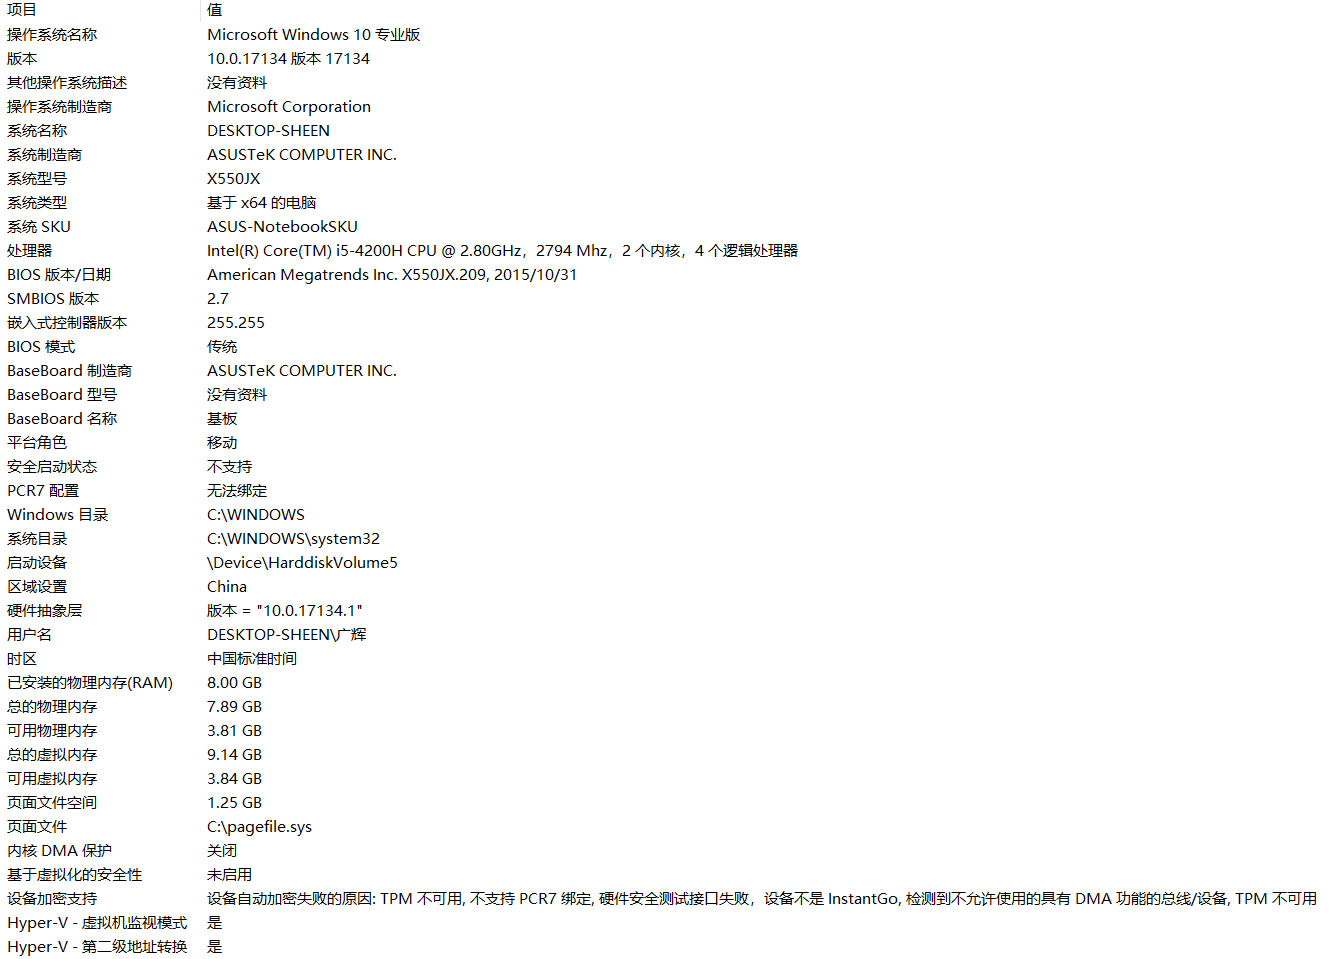 项目 值
操作系统名称 Microsoft Windows 10 专业版
版本 10.0.17134 版本 17134
其他操作系统描述 没有资料
操作系统制造商 Microsoft Corporation
系统名称 DESKTOP-SHEEN
系统制造商 ASUSTeK COMPUTER INC.
系统型号 X550JX
系统类型 基于 x64 的电脑
系统 SKU ASUS-NotebookSKU
处理器 Intel(R) Core(TM) i5-4200H CPU @ 2.80GHz，2794 Mhz，2 个内核，4 个逻辑处理器
BIOS 版本/日期 American Megatrends Inc. X550JX.209, 2015/10/31
SMBIOS 版本 2.7
嵌入式控制器版本 255.255
BIOS 模式 传统
BaseBoard 制造商 ASUSTeK COMPUTER INC.
BaseBoard 型号 没有资料
BaseBoard 名称 基板
平台角色 移动
安全启动状态 不支持
PCR7 配置 无法绑定
Windows 目录 C:\WINDOWS
系统目录 C:\WINDOWS\system32
启动设备 \Device\HarddiskVolume5
区域设置 China
硬件抽象层 版本 = "10.0.17134.1"
用户名 DESKTOP-SHEEN\广辉
时区 中国标准时间
已安装的物理内存(RAM) 8.00 GB
总的物理内存 7.89 GB
可用物理内存 3.81 GB
总的虚拟内存 9.14 GB
可用虚拟内存 3.84 GB
页面文件空间 1.25 GB
页面文件 C:\pagefile.sys
内核 DMA 保护 关闭
基于虚拟化的安全性 未启用
设备加密支持 设备自动加密失败的原因: TPM 不可用, 不支持 PCR7 绑定, 硬件安全测试接口失败，设备不是 InstantGo, 检测到不允许使用的具有 DMA 功能的总线/设备, TPM 不可用
Hyper-V - 虚拟机监视模式 是
Hyper-V - 第二级地址转换 是